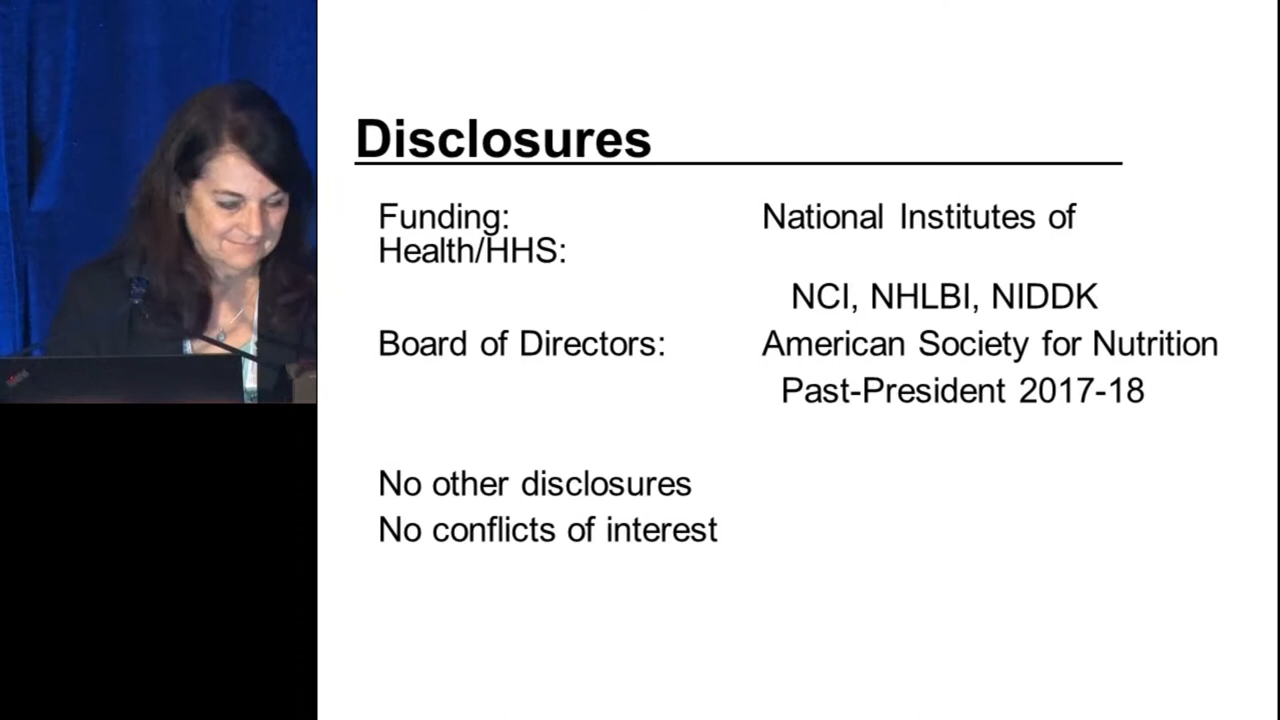 Disclosures
Funding: National Institutes of
Health/HHS:
NCI, NHLBI, NIDDK
Board of Directors: American Society for Nutrition
Past-President 2017-18
No other disclosures
No conflicts of interest